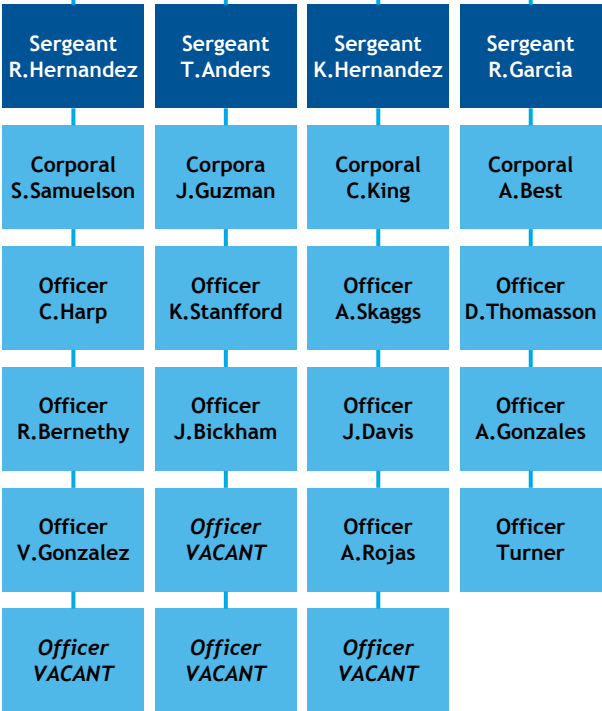 Sergeant
R.Hernandez
Sergeant
T.Anders
Sergeant
K.Hernandez
Sergeant
R.Garcia
Corporal
S.Samuelson
Corpora
J.Guzman
Corporal
C.King
Corporal
A.Best
Officer
C.Harp
Officer
K.Stanfford
Officer
A.Skaggs
Officer
D.Thomasson
Officer
R.Bernethy
Officer
J.Bickham
Officer
J.Davis
Officer
A.Gonzales
Officer
V.Gonzalez
Officer
VACANT
Officer
A.Rojas
Officer
Turner
Officer
VACANT
Officer
VACANT
Officer
VACANT